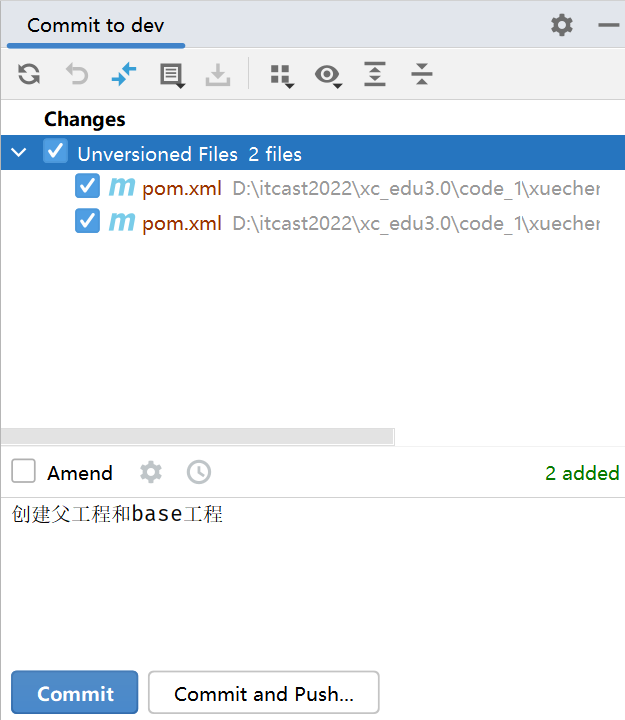 Commit to dev
Changes
Unversioned Files 2 files
pom.xml D:\itcast2022\xc_edu3.0\code_1\xuecher
pom.xml D:\itcast2022\xc_edu3.0\code_1\xuecher
Amend 2 added
创建父工程和base工程
Commit Commit and Push...